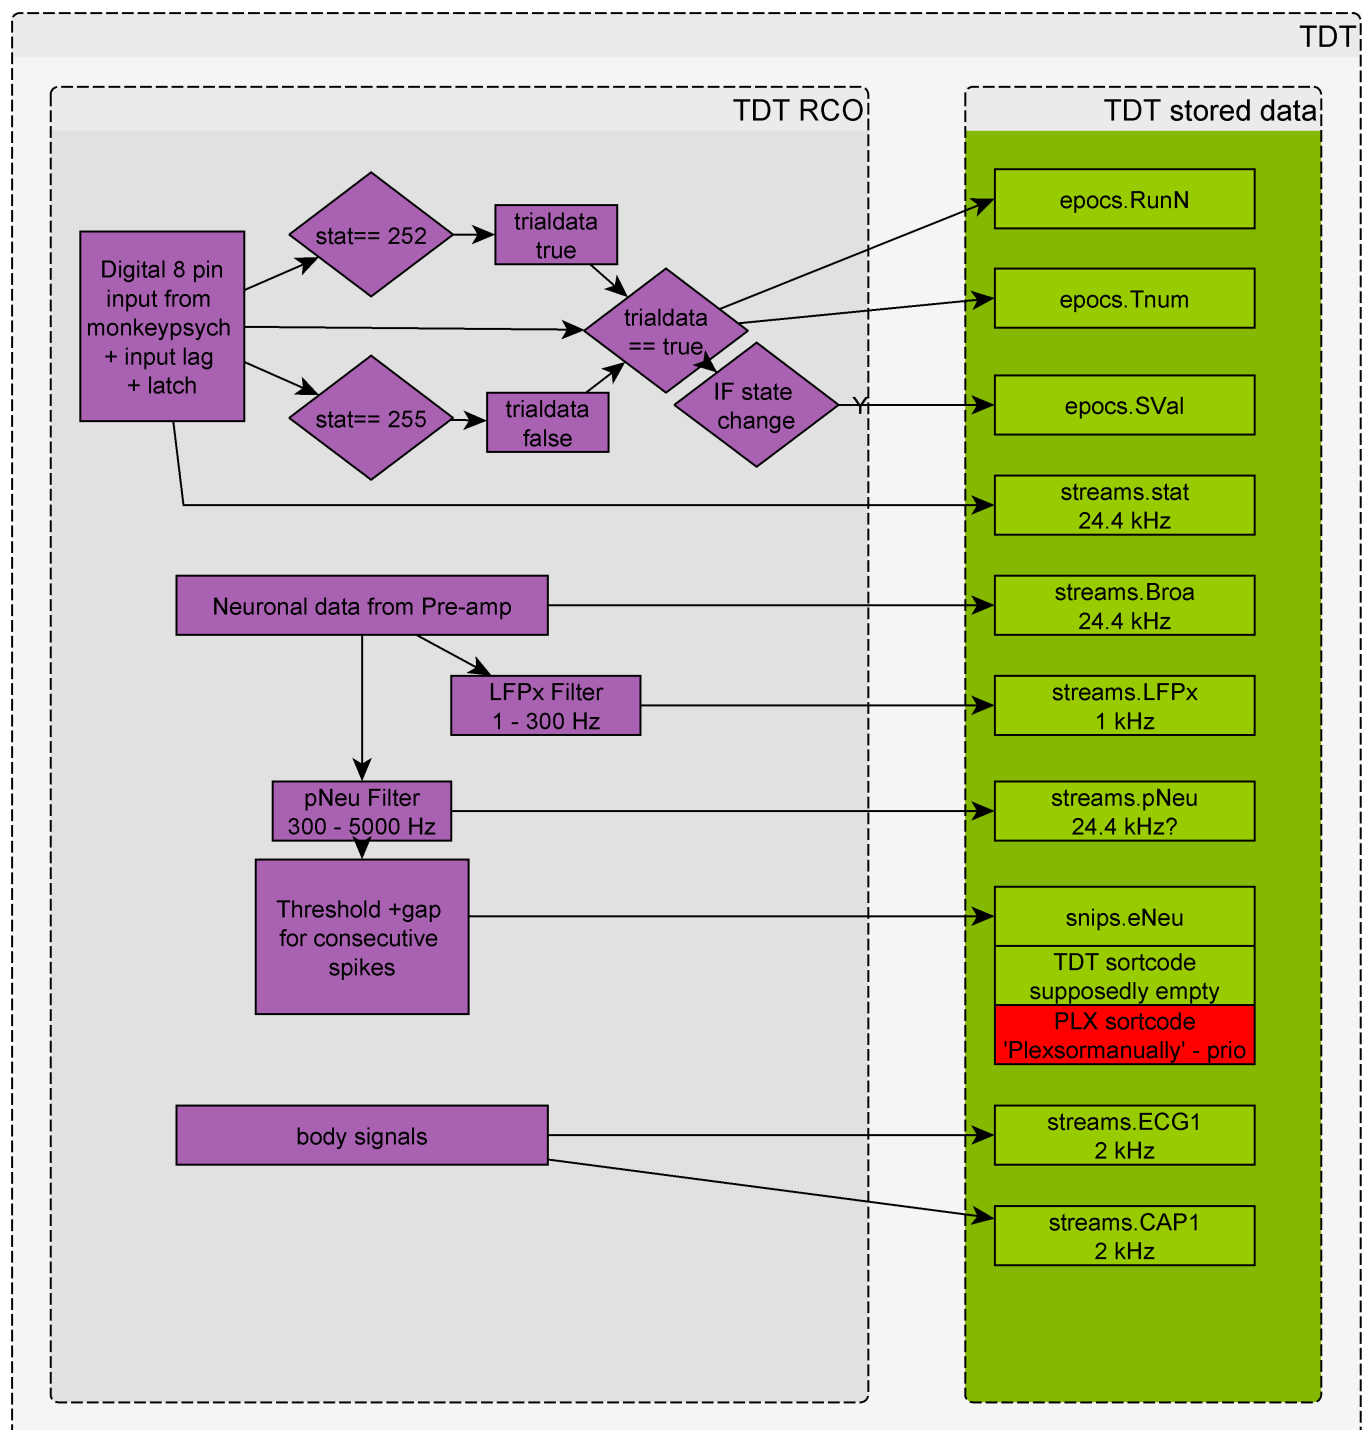 TDT
TDT RCO
TDT stored data
Digital 8 pin
input from
monkeypsych
+ input lag
+ latch
stat== 252
trialdata
true
stat== 255
trialdata
false
trialdata
== true
IF state
change
Y
epocs.RunN
epocs.Tnum
epocs.SVal
streams.stat
24.4 kHz
Neuronal data from Pre-amp
streams.Broa
24.4 kHz
LFPx Filter
1 - 300 Hz
streams.LFPx
1 kHz
pNeu Filter
300 - 5000 Hz
streams.pNeu
24.4 kHz?
Threshold +gap
for consecutive
spikes
snips.eNeu
TDT sortcode
supposedly empty
PLX sortcode
'Plexsormanually' - prio
body signals
streams.ECG1
2 kHz
streams.CAP1
2 kHz